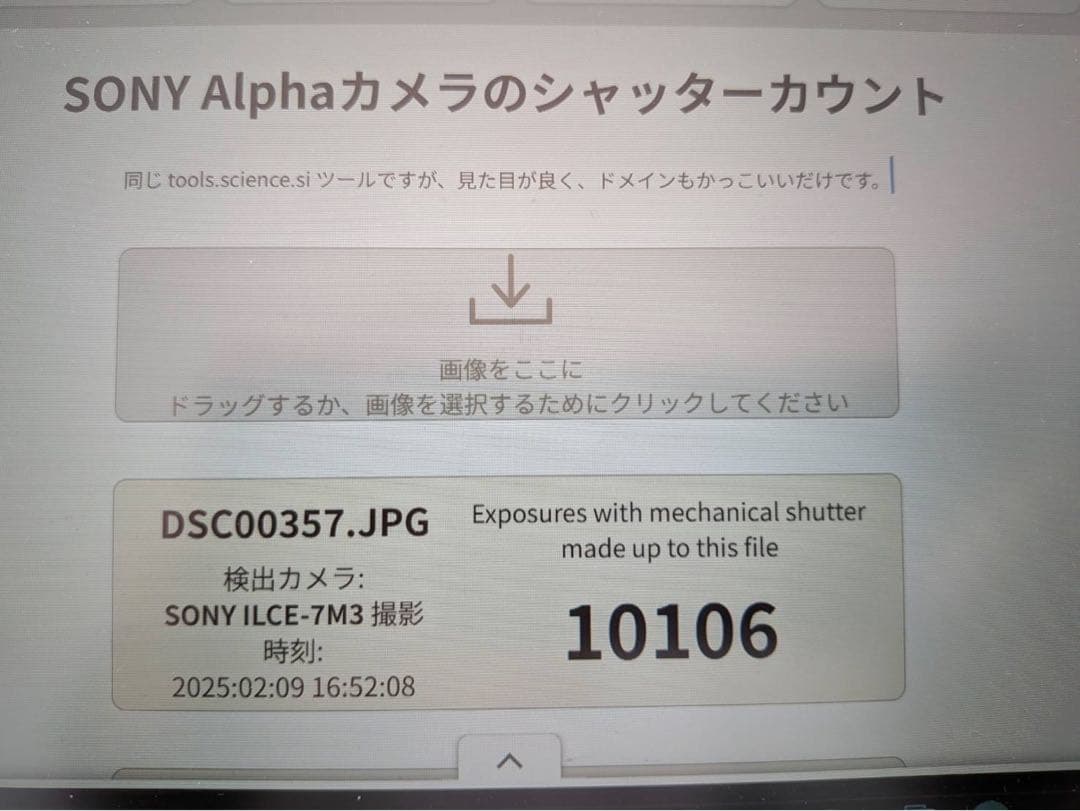 SONY Alphaカメラのシャッターカウント
同じ tools.science.si ツールですが、見た目が良く、ドメインもかっこいいだけです。
画像をここに
ドラッグするか、画像を選択するためにクリックしてください
DSC00357.JPG
検出カメラ:
SONY ILCE-7M3 撮影
時刻:
2025:02:09 16:52:08
Exposures with mechanical shutter
made up to this file
10106